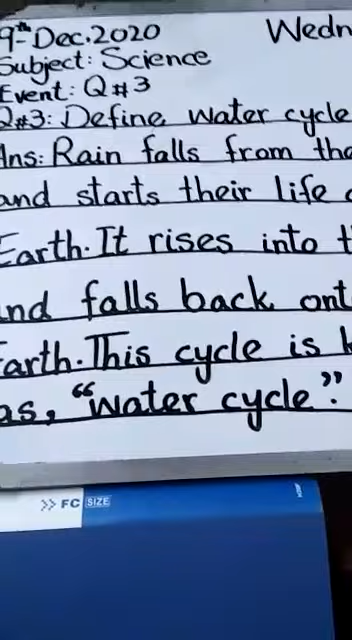 9th Dec. 2020 Wedn
Subject: Science
Event: Q#3
Q#3: Define water cycle
Ans: Rain falls from the
and starts their life
Earth. It rises into t
and falls back ont
Earth. This cycle is k
as, "water cycle".
>> FC SIZE